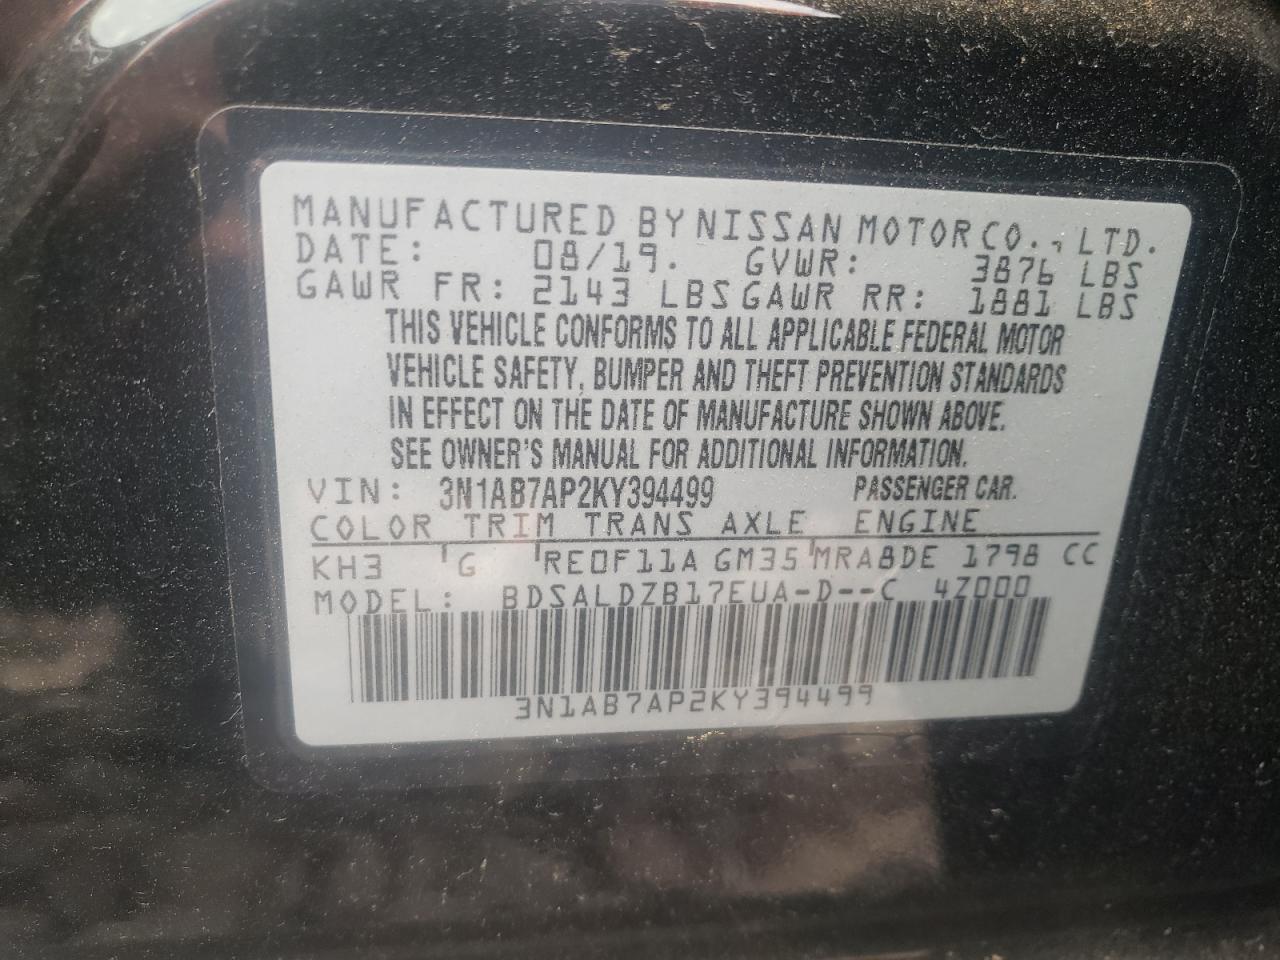 MANUFACTURED BY NISSAN MOTOR CO., LTD.
DATE: 08/19. GVWR: 3876 LBS
GAWR FR: 2143 LBS GAWR RR: 1881 LBS
THIS VEHICLE CONFORMS TO ALL APPLICABLE FEDERAL MOTOR
VEHICLE SAFETY, BUMPER AND THEFT PREVENTION STANDARDS
IN EFFECT ON THE DATE OF MANUFACTURE SHOWN ABOVE.
SEE OWNER'S MANUAL FOR ADDITIONAL INFORMATION.
VIN: 3N1AB7AP2KY394499 PASSENGER CAR.
COLOR TRIM TRANS AXLE ENGINE
KH3 G RE0F11A GM35 MRA8DE 1798 CC
MODEL: BDSALDZB17EUA-D--C 4Z000
3N1AB7AP2KY394499